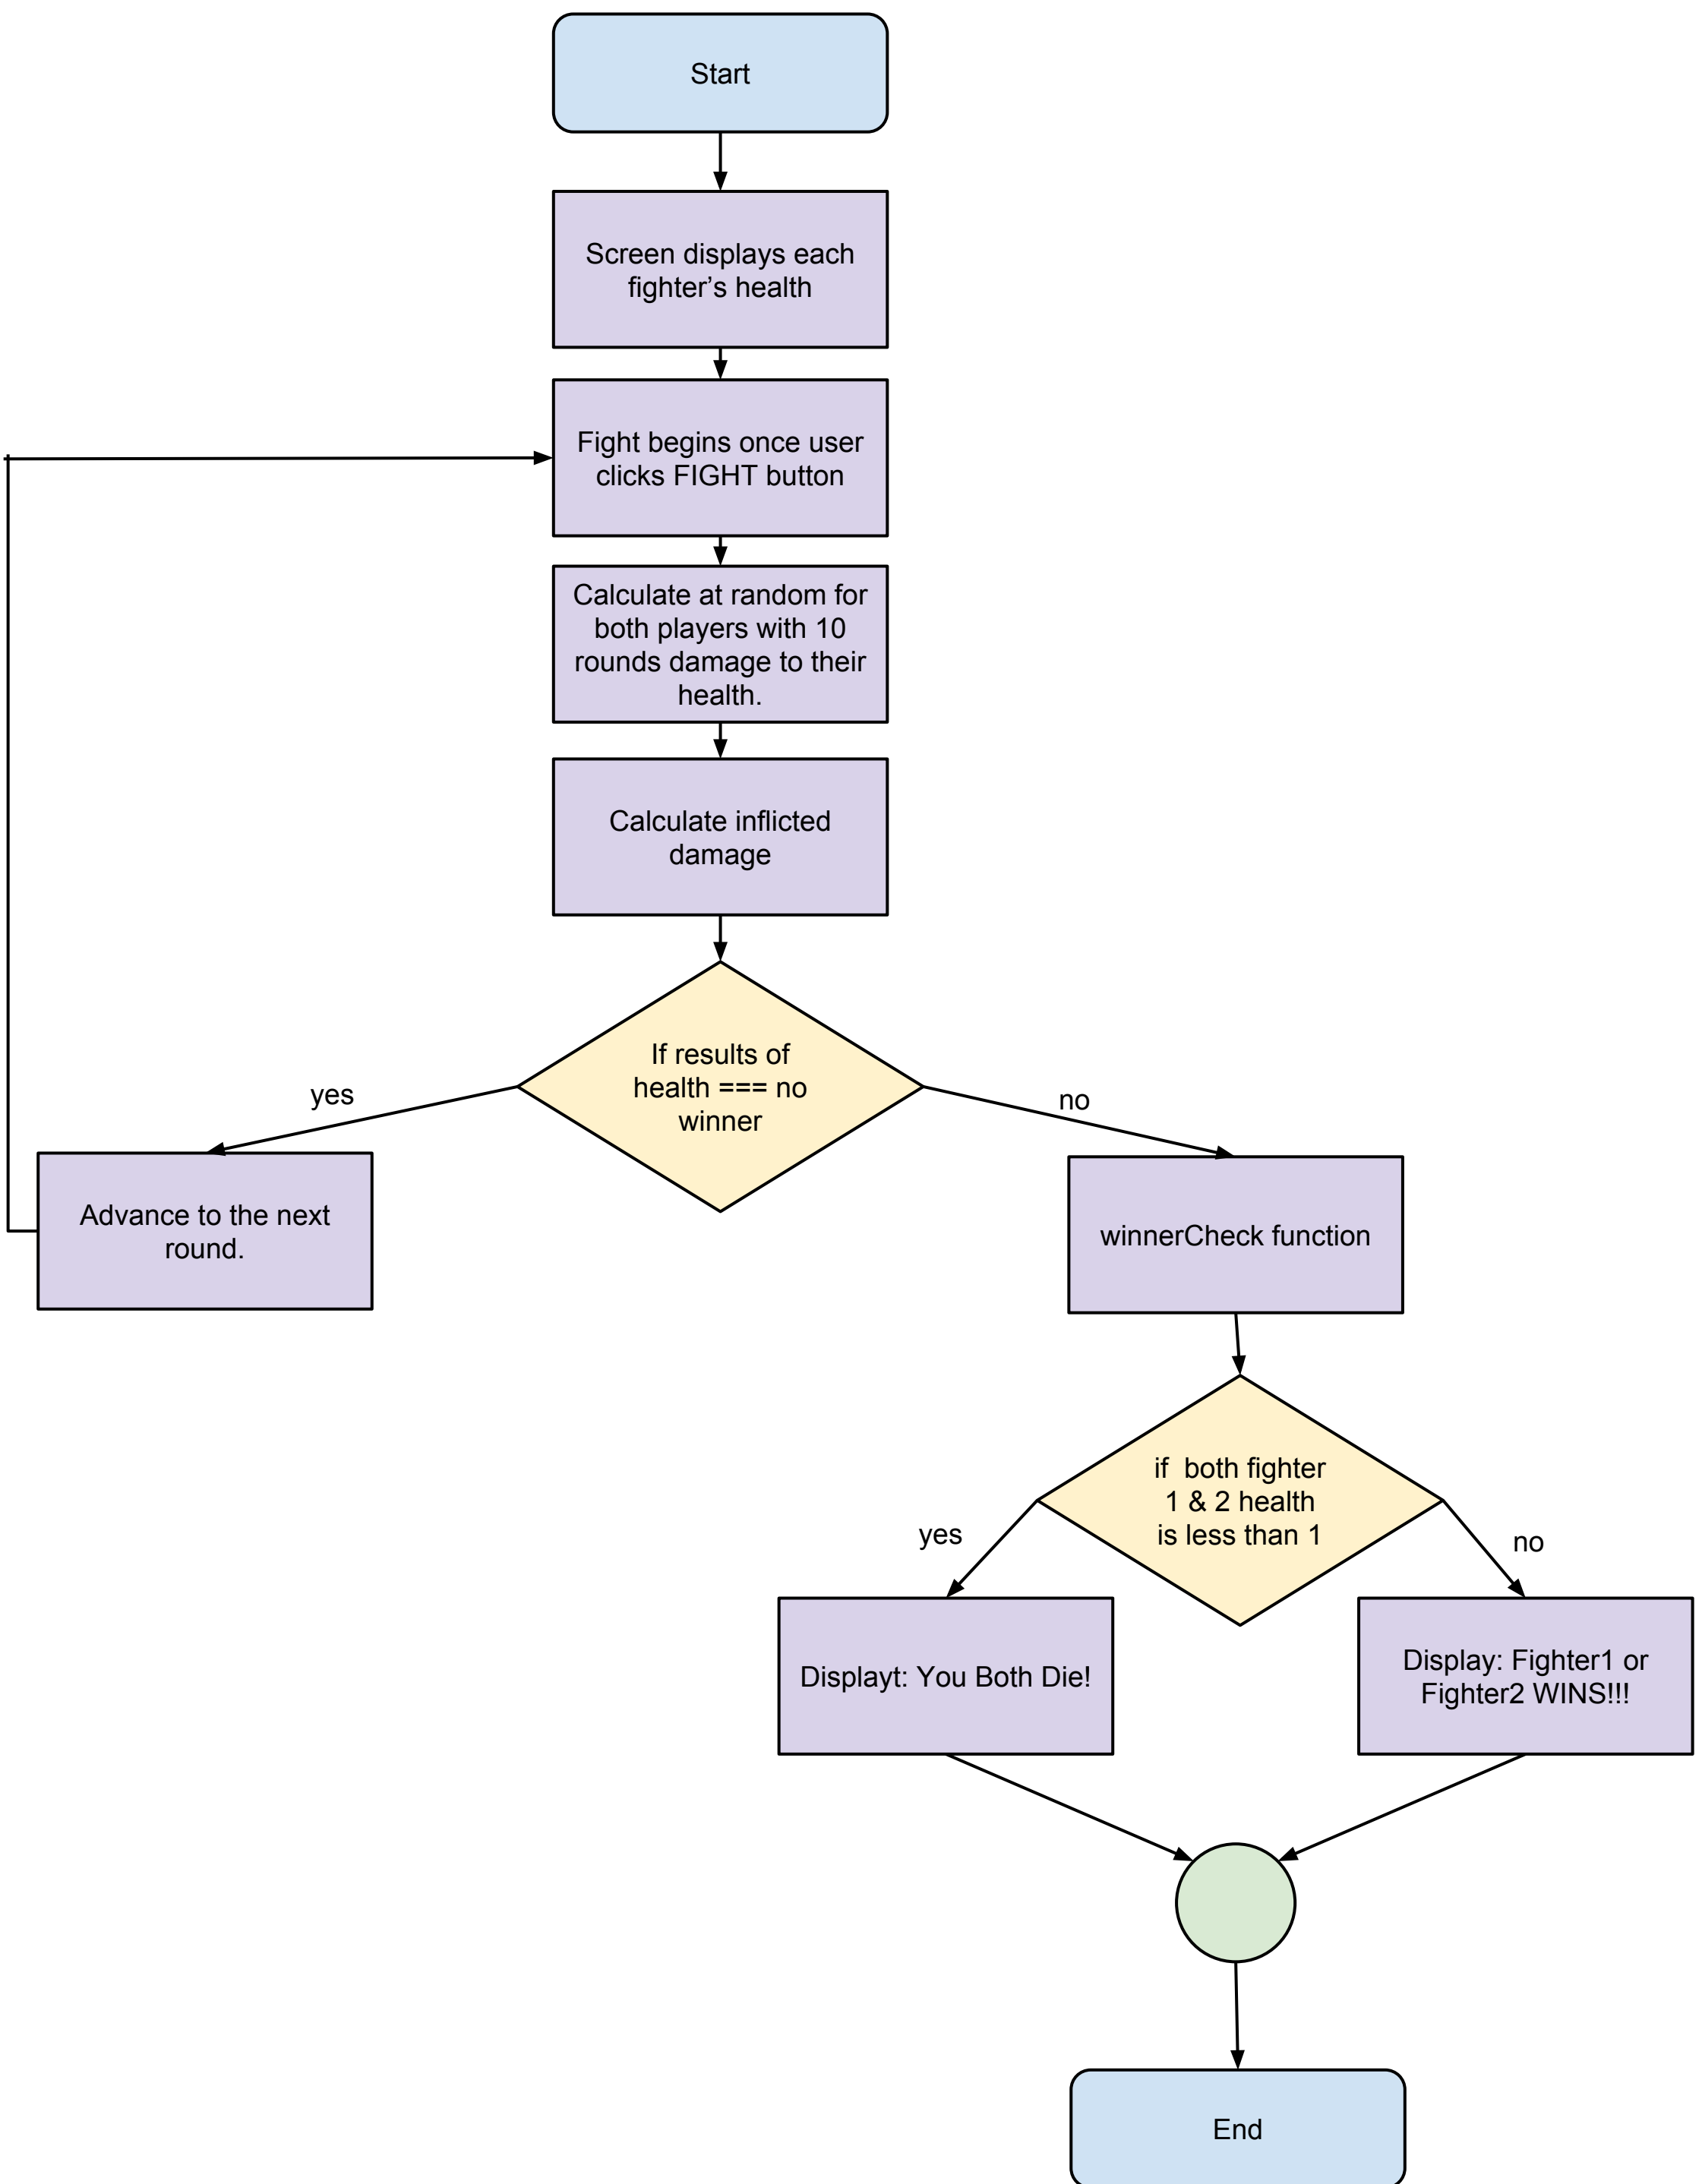 Start
Screen displays each
fighter’s health
Fight begins once user
clicks FIGHT button
Calculate at random for
both players with 10
rounds damage to their
health.
Calculate inflicted
damage
If results of
health === no
winner
yes
no
Advance to the next
round.
winnerCheck function
if  both fighter
1 & 2 health
is less than 1
yes
no
Displayt: You Both Die!
Display: Fighter1 or
Fighter2 WINS!!!
End